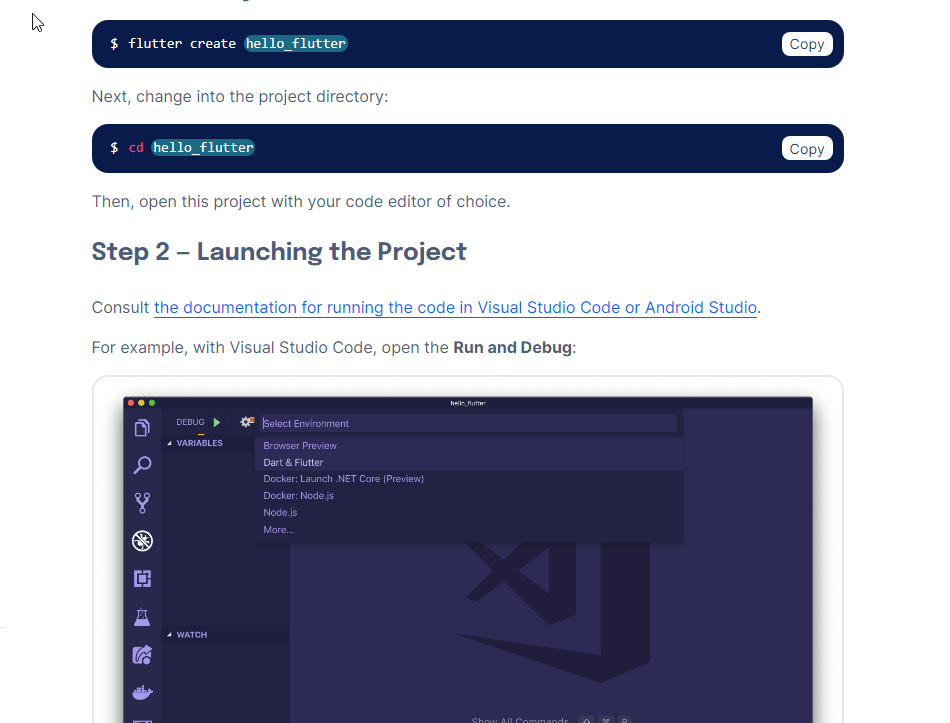 $ flutter create hello_flutter
Copy
Next, change into the project directory:
$ cd hello_flutter
Copy
Then, open this project with your code editor of choice.
Step 2 — Launching the Project
Consult the documentation for running the code in Visual Studio Code or Android Studio.
For example, with Visual Studio Code, open the Run and Debug:
hello_flutter
DEBUG
Select Environment
VARIABLES
Browser Preview
Dart & Flutter
Docker: Launch .NET Core (Preview)
Docker: Node.js
Node.js
More...
WATCH
Show All Commands